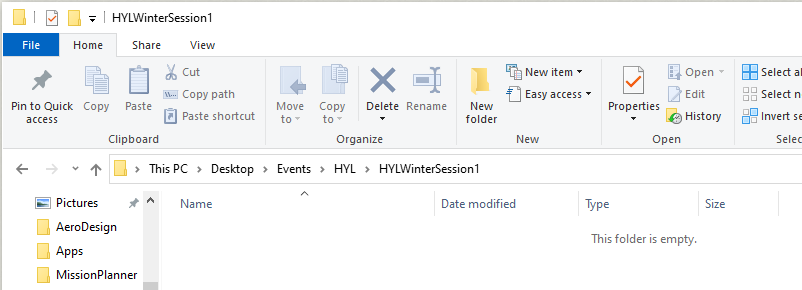 HYLWinterSession1
File Home Share View
Pin to Quick access
Copy
Paste
Cut
Copy path
Paste shortcut
Clipboard
Move to
Copy to
Delete
Rename
Organize
New folder
New item
Easy access
New
Properties
Open
Edit
History
Open
Select al
Select n
Invert se
Selec
This PC > Desktop > Events > HYL > HYLWinterSession1
Pictures
AeroDesign
Apps
MissionPlanner
Name Date modified Type Size
This folder is empty.